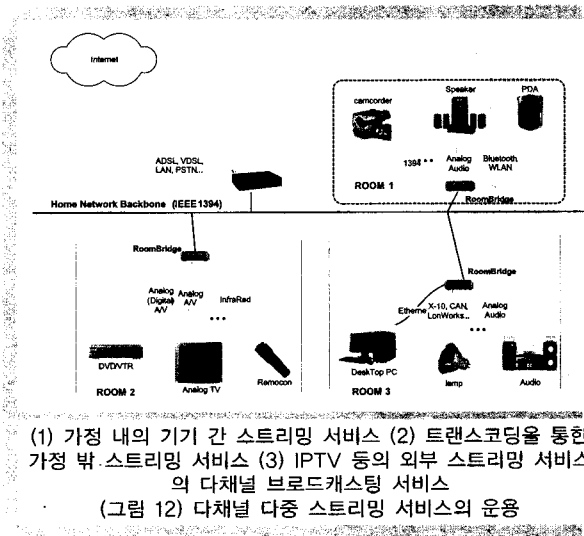 Internet
camcorder
Speaker
PDA
ADSL, VDSL,
LAN, PSTN...
1394 •••
Analog
Audio
Bluetooth,
WLAN
ROOM 1
RoomBridge
Home Network Backbone (IEEE1394)
RoomBridge
Analog
(Digital)
A/V
Analog
A/V
InfraRed
•••
DVD/VTR
Analog TV
Remocon
ROOM 2
RoomBridge
Etherne
X-10, CAN,
LonWorks...
Analog
Audio
•••
DeskTop PC
lamp
Audio
ROOM 3
(1) 가정 내의 기기 간 스트리밍 서비스 (2) 트랜스코딩을 통한
가정 밖 스트리밍 서비스 (3) IPTV 등의 외부 스트리밍 서비스
의 다채널 브로드캐스팅 서비스
(그림 12) 다채널 다중 스트리밍 서비스의 운용